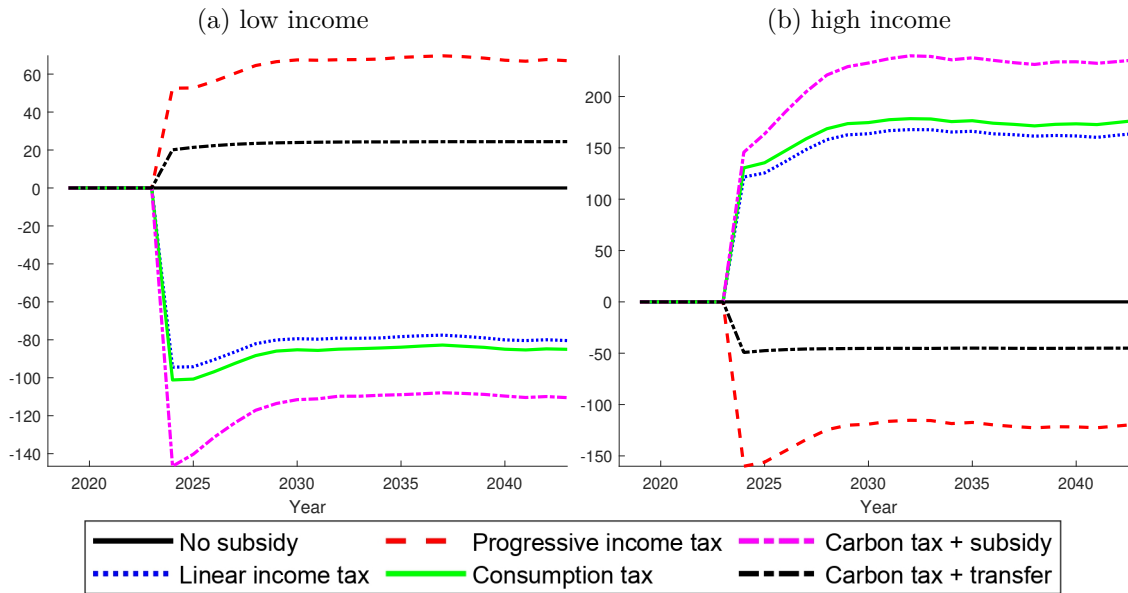 (a) low income
(b) high income
60
40
20
0
-20
-40
-60
-80
-100
-120
-140
2020
2025
2030
2035
2040
Year
200
150
100
50
0
-50
-100
-150
2020
2025
2030
2035
2040
Year
No subsidy
Progressive income tax
Carbon tax + subsidy
Linear income tax
Consumption tax
Carbon tax + transfer